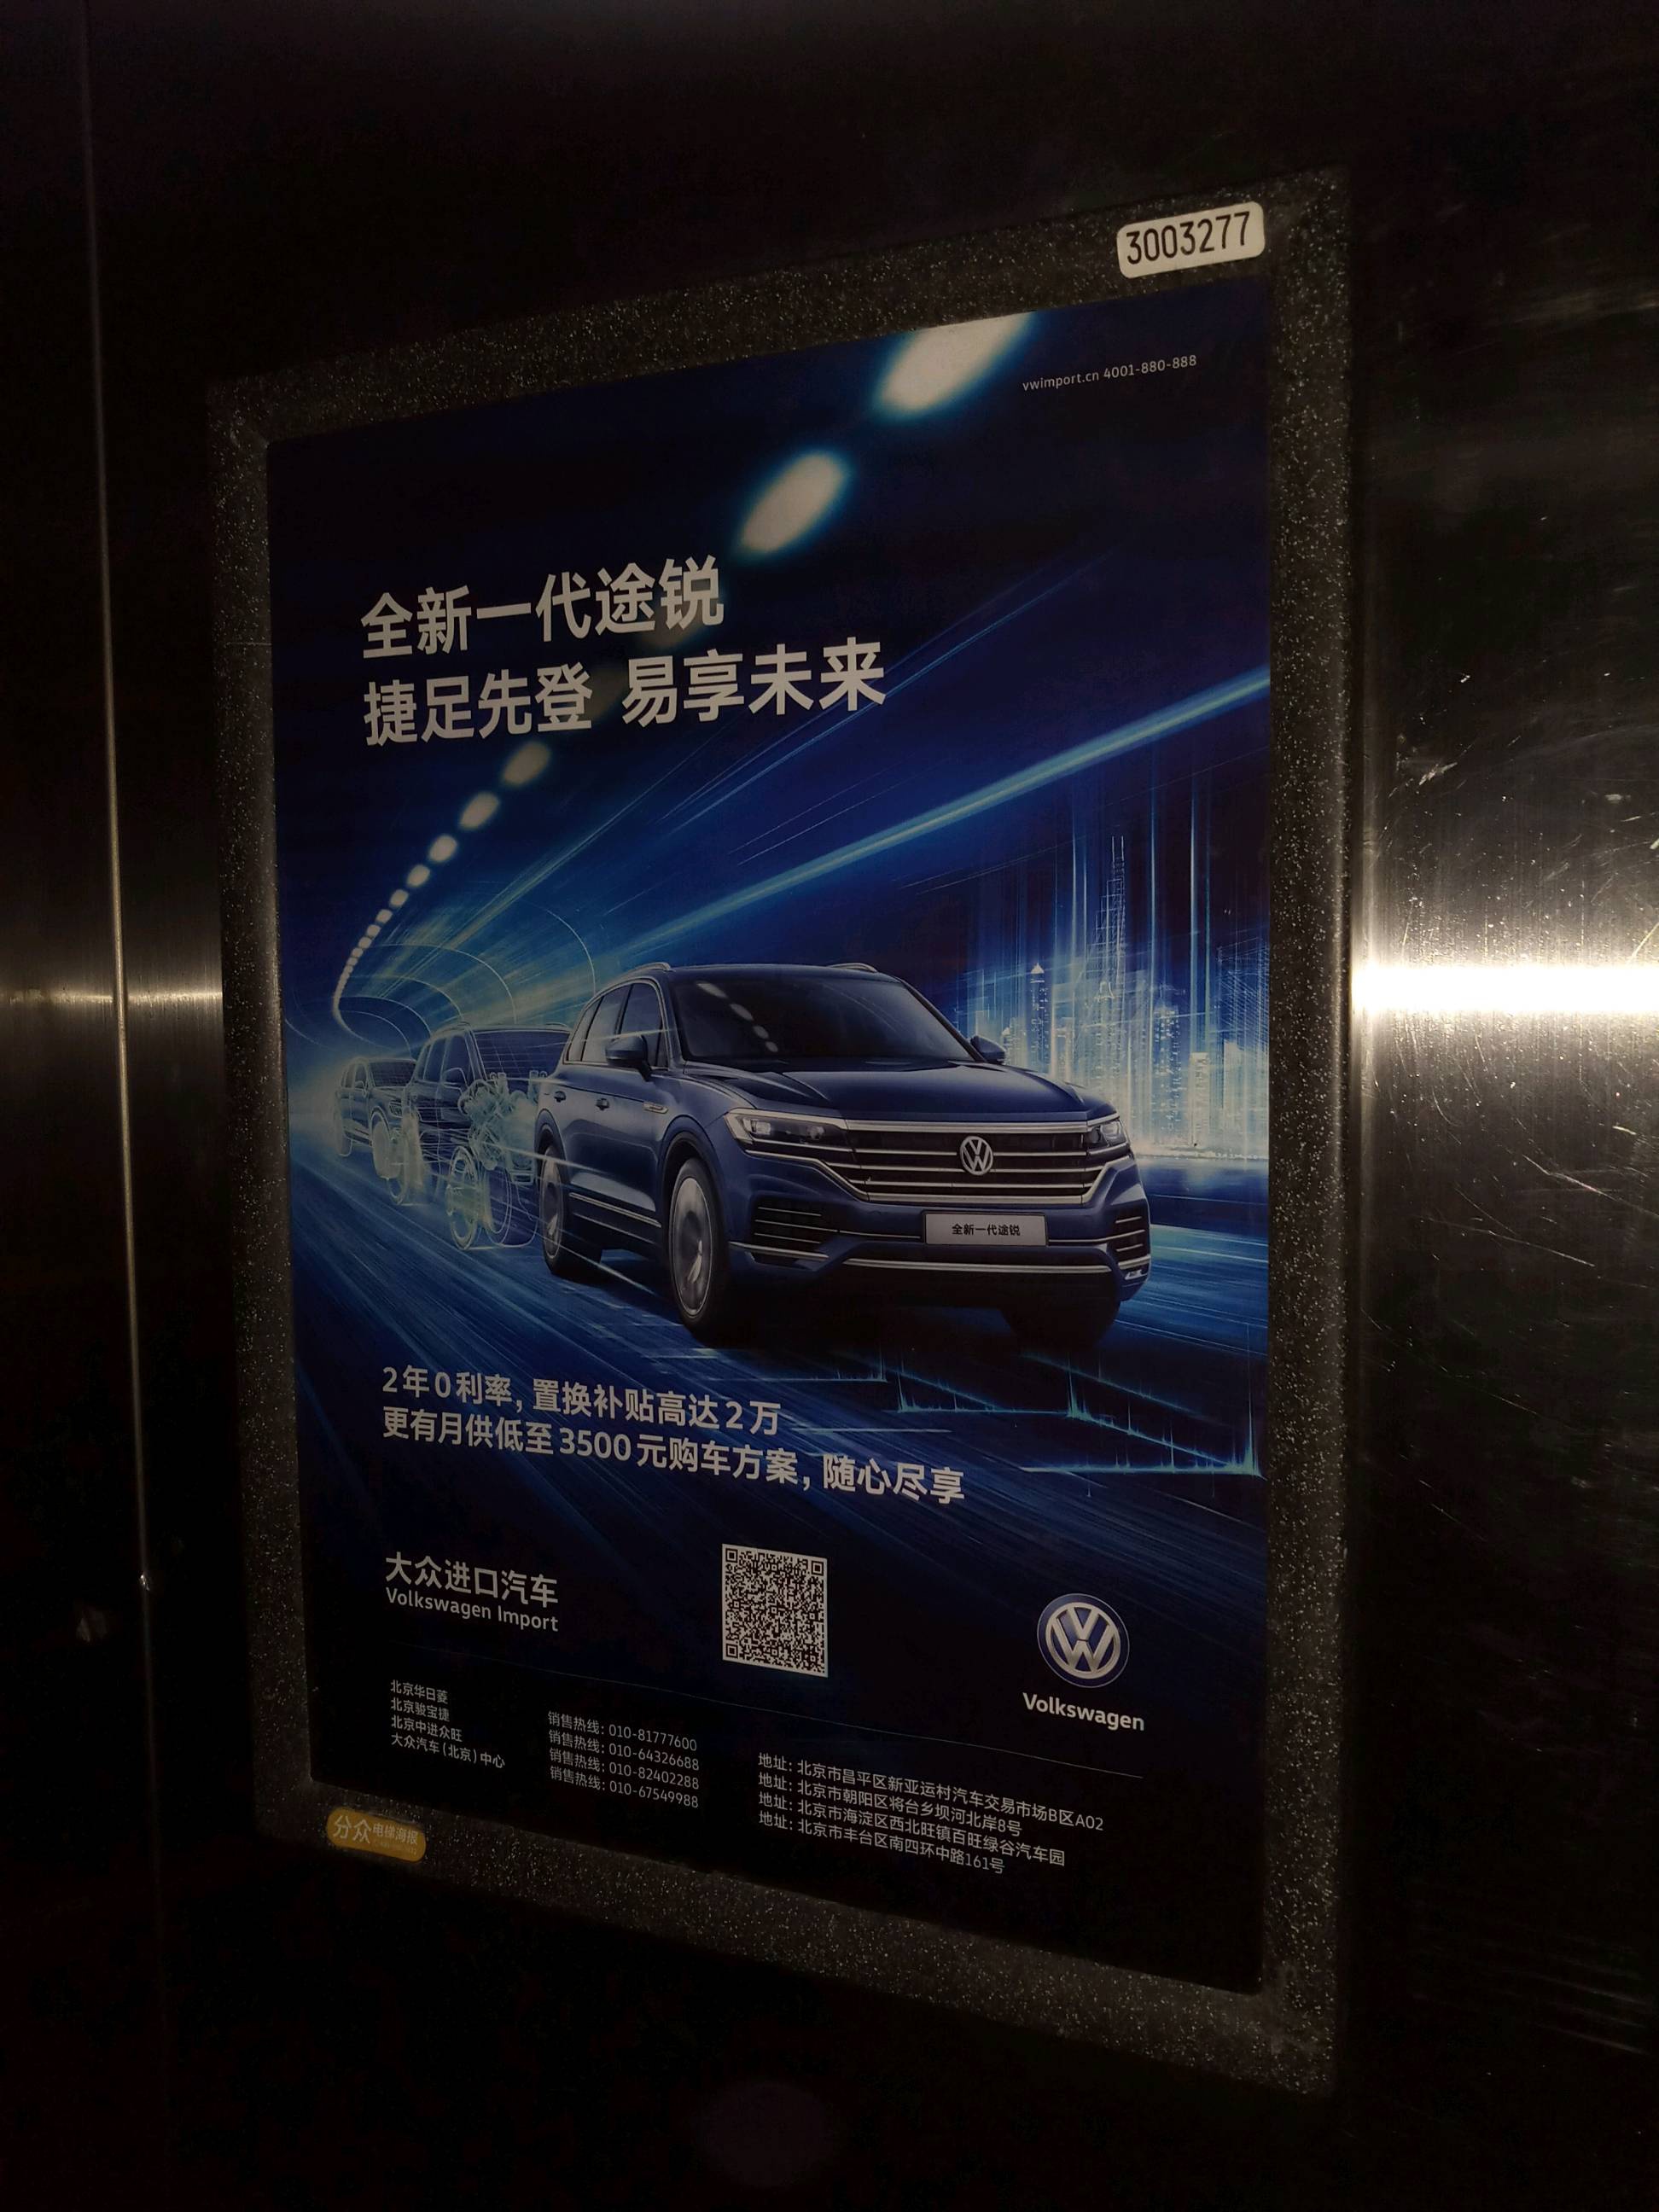 3003277
vwimport.cn 4001-880-888
全新一代途锐
捷足先登 易享未来
全新一代途锐
2年0利率，置换补贴高达2万
更有月供低至3500元购车方案，随心尽享
大众进口汽车
Volkswagen Import
Volkswagen
北京华日菱
北京骏宝捷
北京中进众旺
大众汽车(北京)中心
销售热线: 010-81777600
销售热线: 010-64326688
销售热线: 010-82402288
销售热线: 010-67549988
地址: 北京市昌平区新亚运村汽车交易市场B区A02
地址: 北京市朝阳区将台乡坝河北岸8号
地址: 北京市海淀区西北旺镇百旺绿谷汽车园
地址: 北京市丰台区南四环中路161号
分众电梯海报